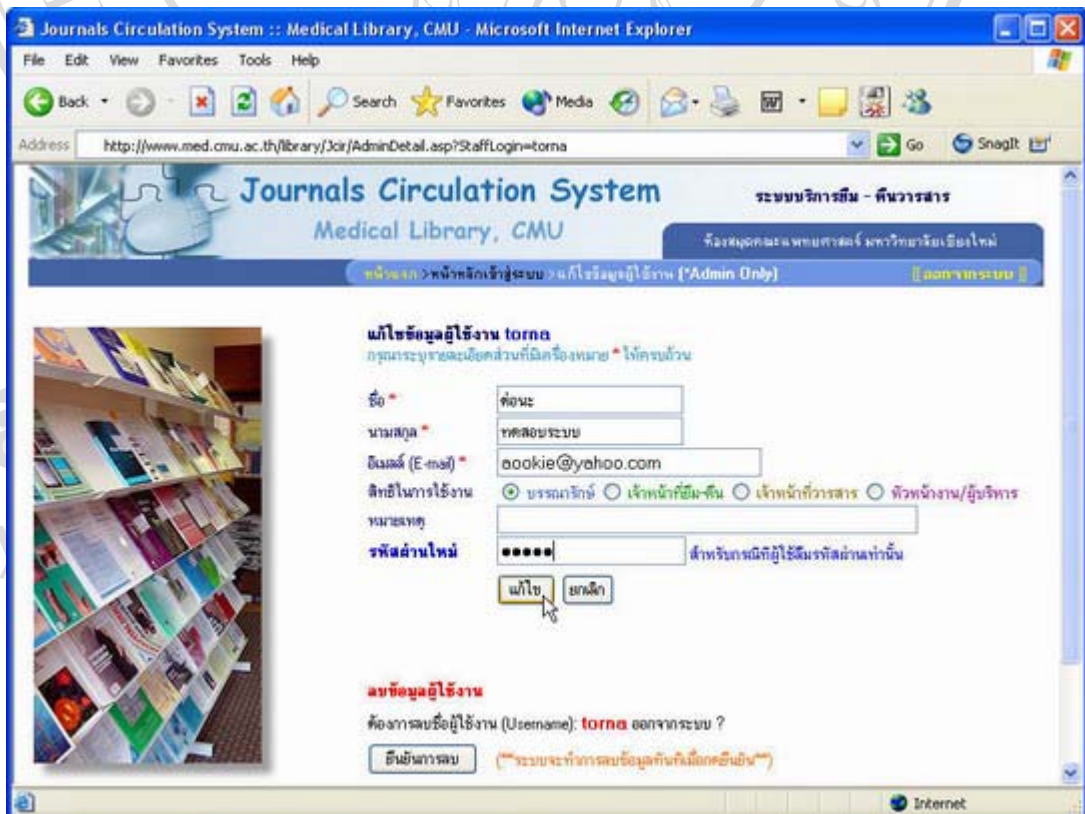 Journals Circulation System :: Medical Library, CMU - Microsoft Internet Explorer
File Edit View Favorites Tools Help
Back Search Favorites Media
Address http://www.med.cmu.ac.th/library/Jcir/AdminDetail.asp?StaffLogin=torna Go SnagIt
Journals Circulation System ระบบบริการยืม - คืนวารสาร
Medical Library, CMU ห้องสมุดคณะแพทยศาสตร์ มหาวิทยาลัยเชียงใหม่
หน้าแรก >หน้าหลักเข้าสู่ระบบ >แก้ไขข้อมูลผู้ใช้งาน (*Admin Only) [[ออกจากระบบ ]]
แก้ไขข้อมูลผู้ใช้งาน torna
กรุณาระบุรายละเอียดส่วนที่มีเครื่องหมาย * ให้ครบถ้วน
ชื่อ * ต่อนะ
นามสกุล * ทดสอบระบบ
อีเมลล์ (E-mail) * aookie@yahoo.com
สิทธิในการใช้งาน บรรณารักษ์ เจ้าหน้าที่ยืม-คืน เจ้าหน้าที่วารสาร หัวหน้างาน/ผู้บริหาร
หมายเหตุ
รหัสผ่านใหม่ ●●●●● สำหรับกรณีที่ผู้ใช้ลืมรหัสผ่านเท่านั้น
แก้ไข ยกเลิก
ลบข้อมูลผู้ใช้งาน
ต้องการลบชื่อผู้ใช้งาน (Username): torna ออกจากระบบ ?
ยืนยันการลบ (**ระบบจะทำการลบข้อมูลทันทีเมื่อกดยืนยัน**)
Internet